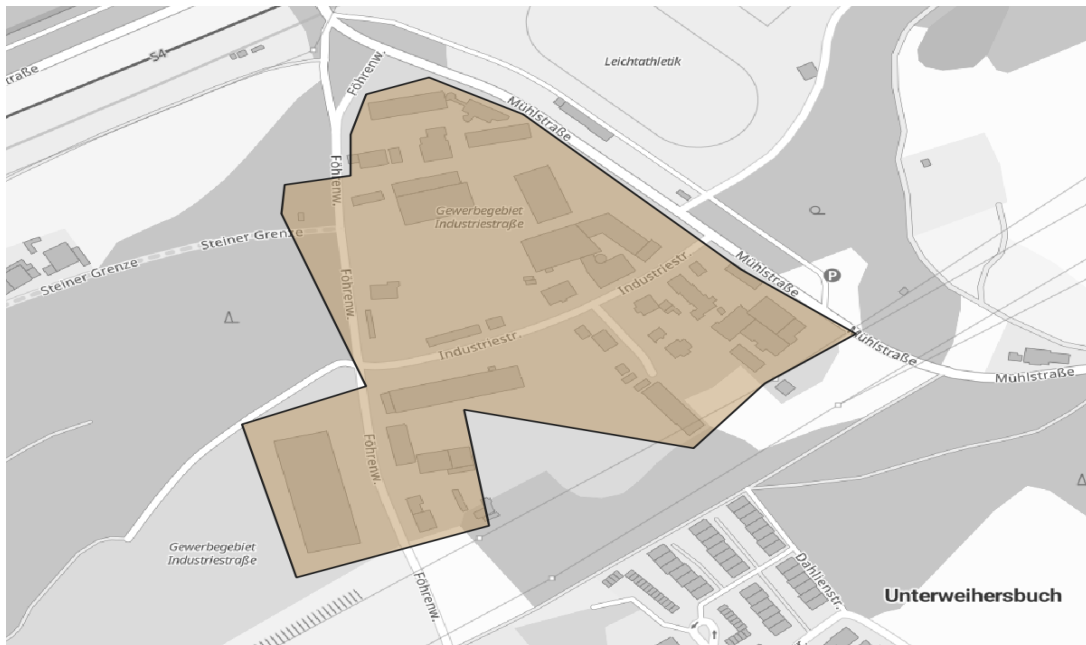 raße
S4
Föhrenw.
Leichtathletik
Mühlstraße
Föhrenw.
Gewerbegebiet
Industriestraße
Steiner Grenze
Steiner Grenze
Föhrenw.
Industriestr.
Mühlstraße
P
Industriestr.
Mühlstraße
Mühlstraße
Föhrenw.
Gewerbegebiet
Industriestraße
Föhrenw.
Dahlienstr.
Unterweihersbuch